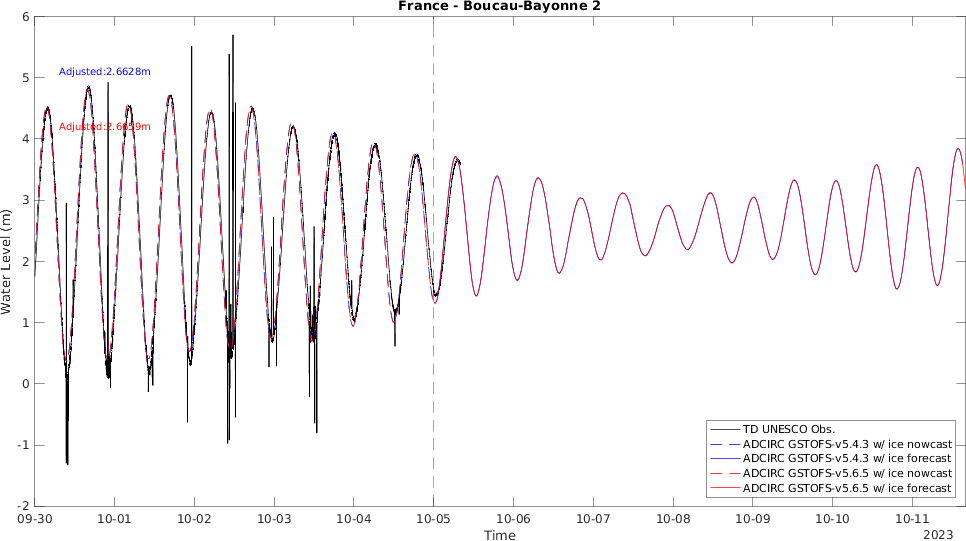 France - Boucau-Bayonne 2
6
5
4
3
2
1
0
-1
-2
Water Level (m)
Adjusted:2.6628m
Adjusted:2.6659m
TD UNESCO Obs.
ADCIRC GSTOFS-v5.4.3 w/ ice nowcast
ADCIRC GSTOFS-v5.4.3 w/ ice forecast
ADCIRC GSTOFS-v5.6.5 w/ ice nowcast
ADCIRC GSTOFS-v5.6.5 w/ ice forecast
09-30 10-01 10-02 10-03 10-04 10-05 10-06 10-07 10-08 10-09 10-10 10-11
Time
2023